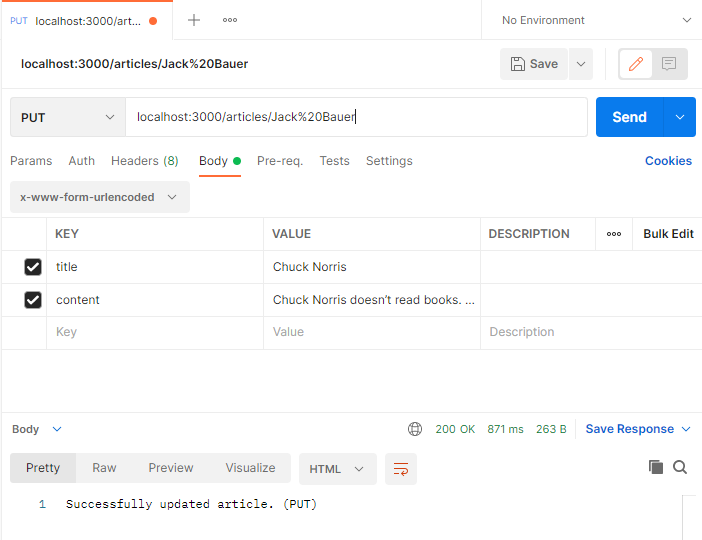 PUT localhost:3000/art... No Environment
localhost:3000/articles/Jack%20Bauer Save
PUT localhost:3000/articles/Jack%20Bauer Send
Params Auth Headers (8) Body Pre-req. Tests Settings Cookies
x-www-form-urlencoded
KEY VALUE DESCRIPTION Bulk Edit
title Chuck Norris
content Chuck Norris doesn’t read books. ...
Key Value Description
Body 200 OK 871 ms 263 B Save Response
Pretty Raw Preview Visualize HTML
1 Successfully updated article. (PUT)